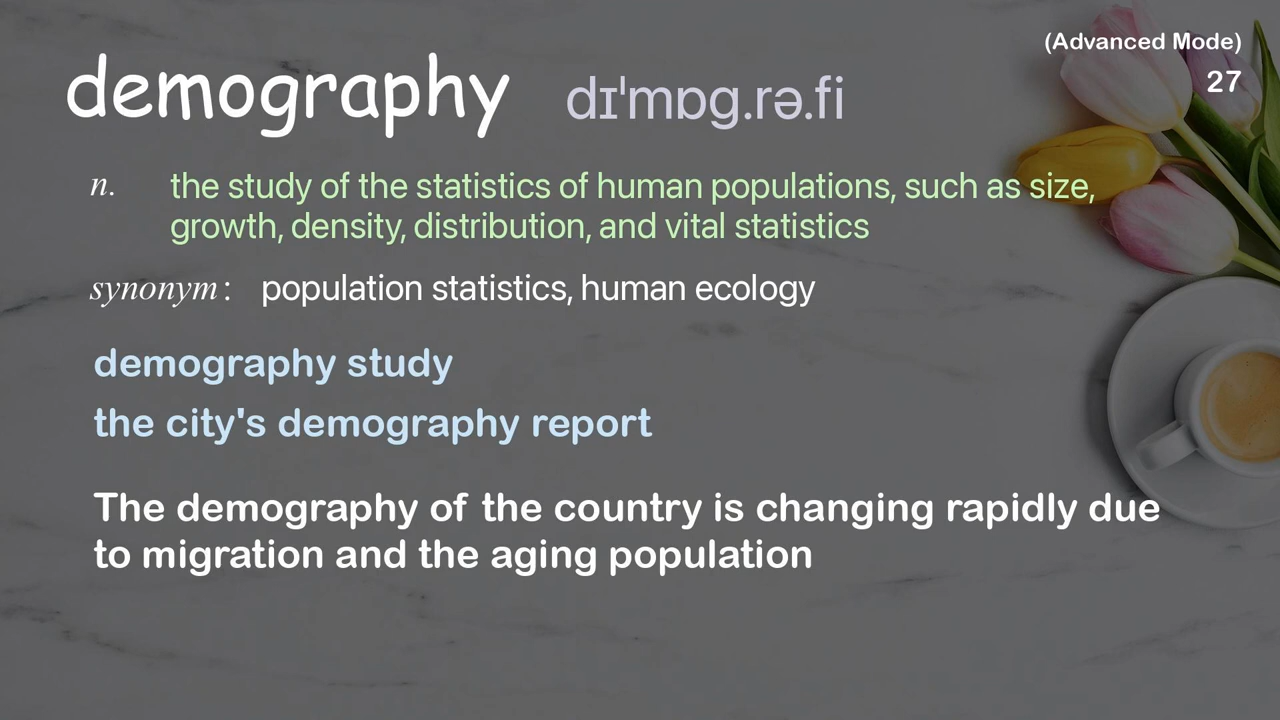 (Advanced Mode)
27
demography dɪˈmɒg.rə.fi
n. the study of the statistics of human populations, such as size,
growth, density, distribution, and vital statistics
synonym: population statistics, human ecology
demography study
the city's demography report
The demography of the country is changing rapidly due
to migration and the aging population